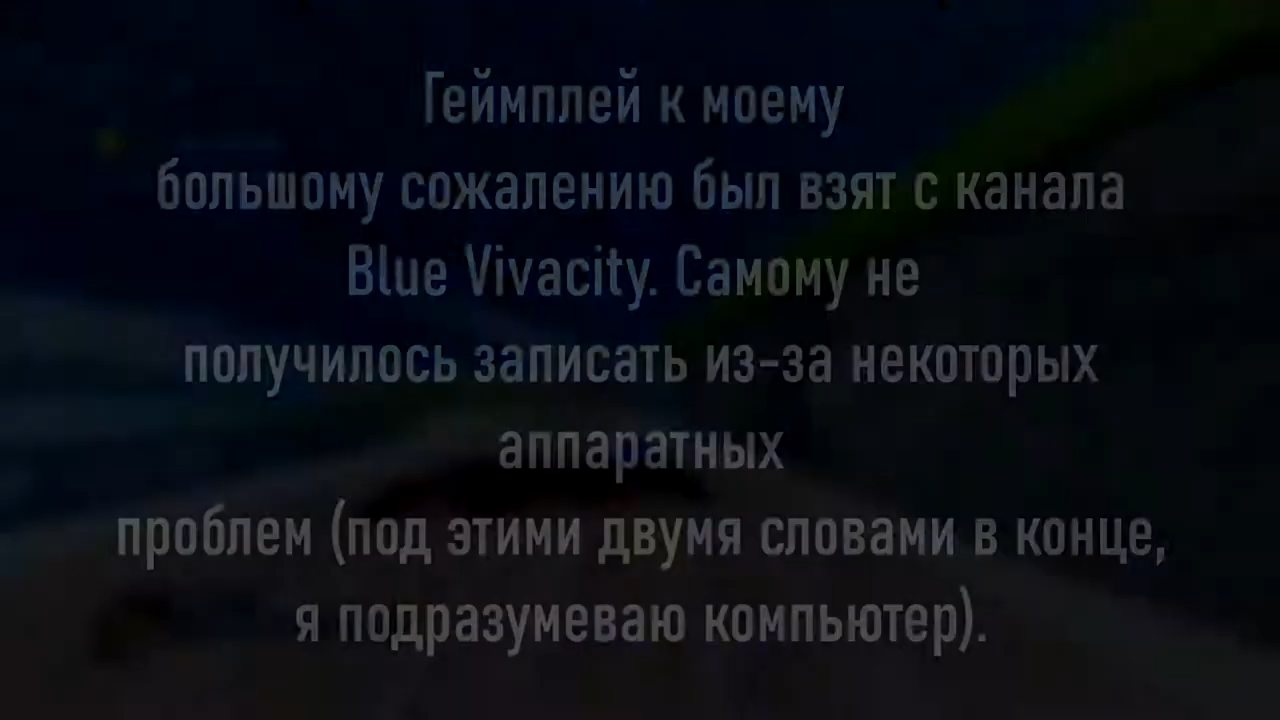 Геймплей к моему
большому сожалению был взят с канала
Blue Vivacity. Самому не
получилось записать из-за некоторых
аппаратных
проблем (под этими двумя словами в конце,
я подразумеваю компьютер).